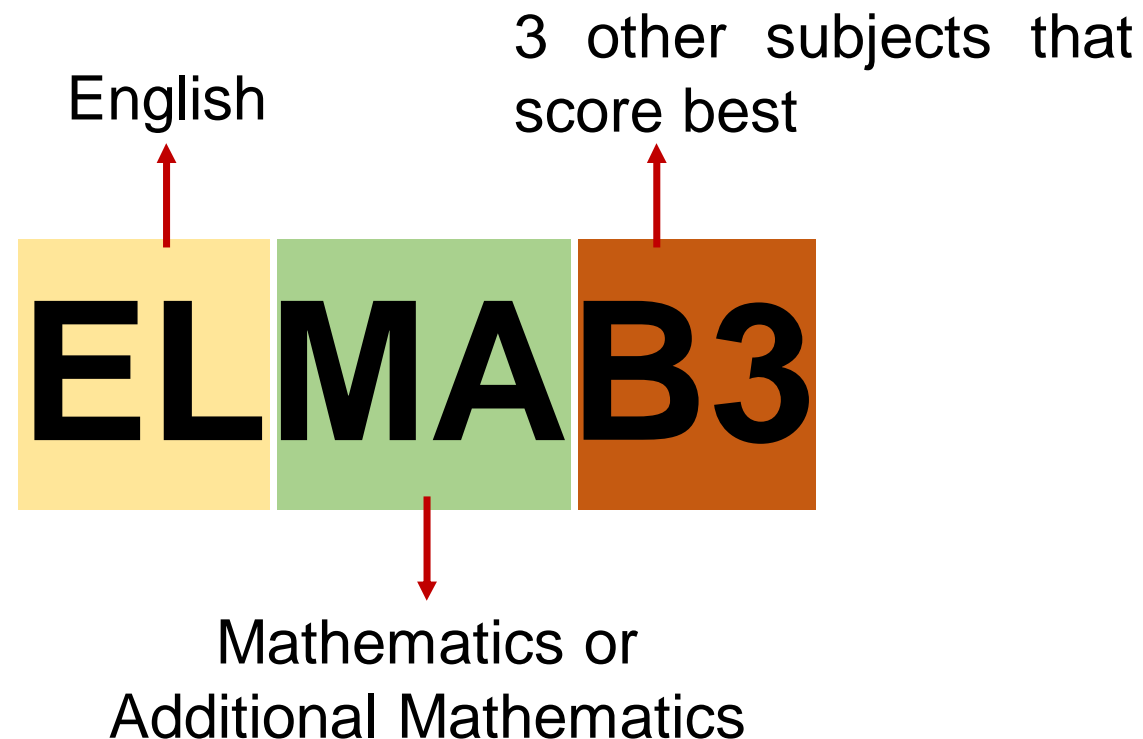 3 other subjects that
score best
English
ELMAB3
Mathematics or
Additional Mathematics